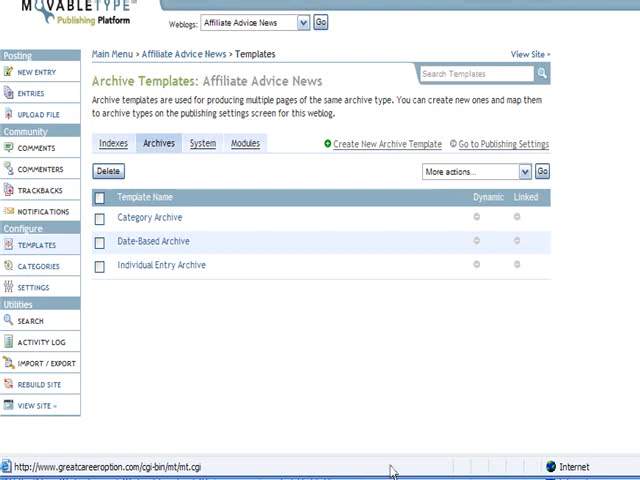 MOVABLETYPE
Publishing Platform
Weblogs: Affiliate Advice News Go
Posting
NEW ENTRY
ENTRIES
UPLOAD FILE
Community
COMMENTS
COMMENTERS
TRACKBACKS
NOTIFICATIONS
Configure
TEMPLATES
CATEGORIES
SETTINGS
Utilities
SEARCH
ACTIVITY LOG
IMPORT / EXPORT
REBUILD SITE
VIEW SITE »
Main Menu › Affiliate Advice News › Templates
View Site »
Archive Templates: Affiliate Advice News
Search Templates
Archive templates are used for producing multiple pages of the same archive type. You can create new ones and map them
to archive types on the publishing settings screen for this weblog.
Indexes Archives System Modules
Create New Archive Template Go to Publishing Settings
Delete
More actions... Go
Template Name Dynamic Linked
Category Archive
Date-Based Archive
Individual Entry Archive
http://www.greatcareeroption.com/cgi-bin/mt/mt.cgi
Internet